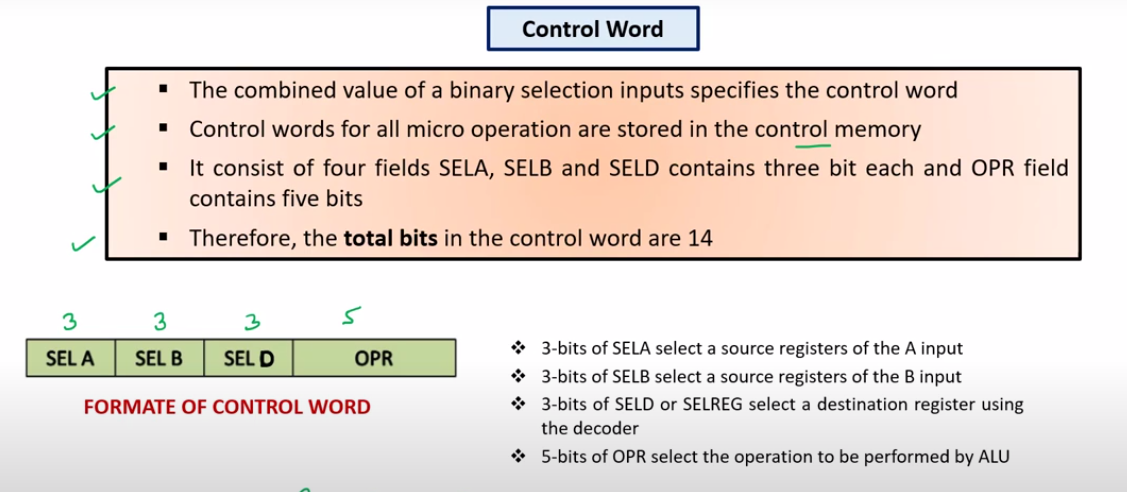 Control Word
▪ The combined value of a binary selection inputs specifies the control word
▪ Control words for all micro operation are stored in the control memory
▪ It consist of four fields SELA, SELB and SELD contains three bit each and OPR field
contains five bits
▪ Therefore, the total bits in the control word are 14
3 3 3 5
SEL A SEL B SEL D OPR
FORMATE OF CONTROL WORD
❖ 3-bits of SELA select a source registers of the A input
❖ 3-bits of SELB select a source registers of the B input
❖ 3-bits of SELD or SELREG select a destination register using
the decoder
❖ 5-bits of OPR select the operation to be performed by ALU